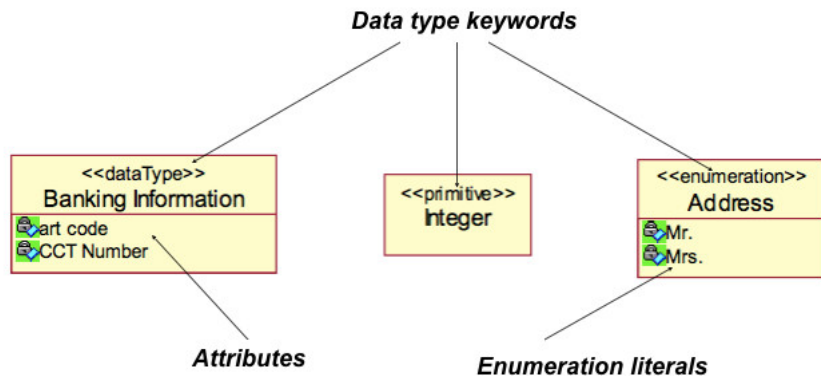 Data type keywords
<<dataType>>
Banking Information
art code
CCT Number
<<primitive>>
Integer
<<enumeration>>
Address
Mr.
Mrs.
Attributes
Enumeration literals